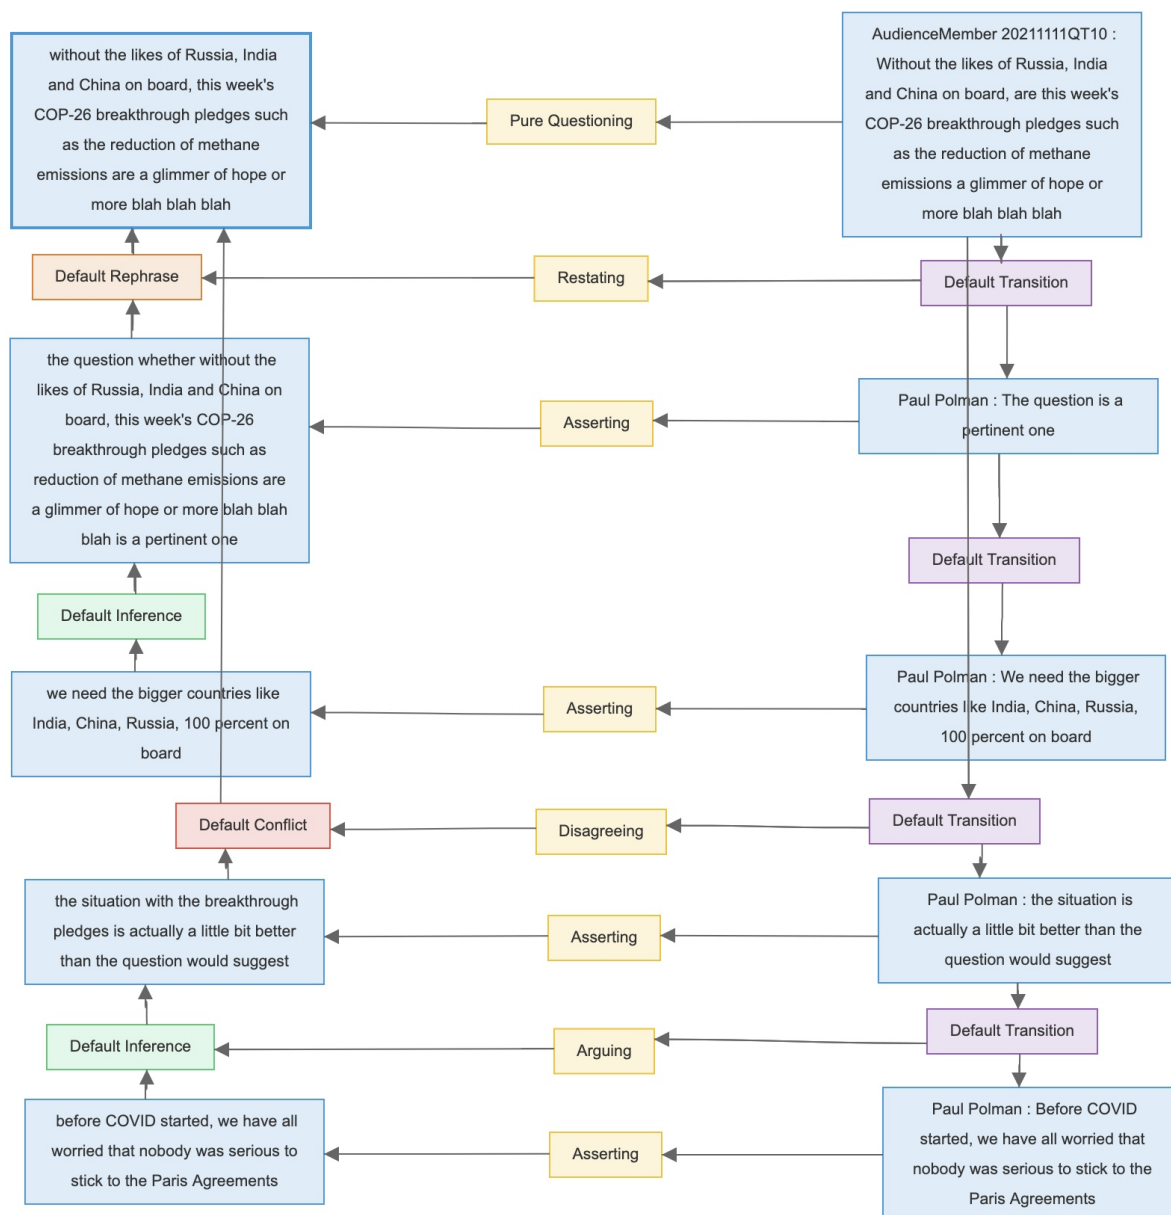 without the likes of Russia, India
and China on board, this week's
COP-26 breakthrough pledges such
as the reduction of methane
emissions are a glimmer of hope or
more blah blah blah
Pure Questioning
AudienceMember 20211111QT10 :
Without the likes of Russia, India
and China on board, are this week's
COP-26 breakthrough pledges such
as the reduction of methane
emissions a glimmer of hope or
more blah blah blah
Default Rephrase
Restating
Default Transition
the question whether without the
likes of Russia, India and China on
board, this week's COP-26
breakthrough pledges such as
reduction of methane emissions are
a glimmer of hope or more blah blah
blah is a pertinent one
Asserting
Paul Polman : The question is a
pertinent one
Default Transition
Default Inference
we need the bigger countries like
India, China, Russia, 100 percent on
board
Asserting
Paul Polman : We need the bigger
countries like India, China, Russia,
100 percent on board
Default Conflict
Disagreeing
Default Transition
the situation with the breakthrough
pledges is actually a little bit better
than the question would suggest
Asserting
Paul Polman : the situation is
actually a little bit better than the
question would suggest
Default Inference
Arguing
Default Transition
before COVID started, we have all
worried that nobody was serious to
stick to the Paris Agreements
Asserting
Paul Polman : Before COVID
started, we have all worried that
nobody was serious to stick to the
Paris Agreements